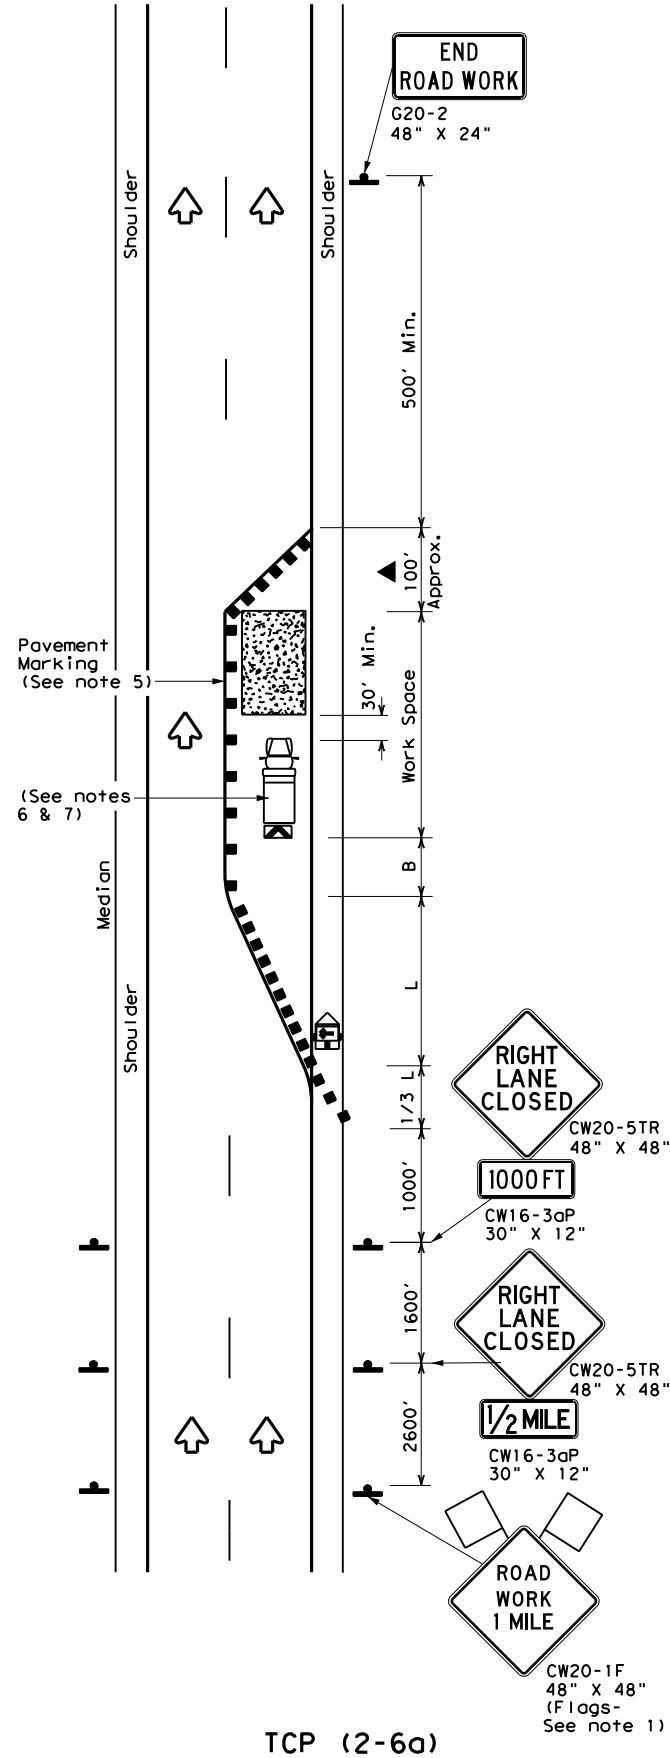 END
ROAD WORK
G20-2
48" X 24"
Shoulder
Shoulder
500' Min.
100'
Approx.
Pavement
Marking
(See note 5)
30' Min.
Work Space
(See notes
6 & 7)
B
Median
L
Shoulder
1/3 L
RIGHT
LANE
CLOSED
CW20-5TR
48" X 48"
1000 FT
CW16-3aP
30" X 12"
1000'
1600'
RIGHT
LANE
CLOSED
CW20-5TR
48" X 48"
1/2 MILE
CW16-3aP
30" X 12"
2600'
ROAD
WORK
1 MILE
CW20-1F
48" X 48"
(Flags-
See note 1)
TCP (2-6a)